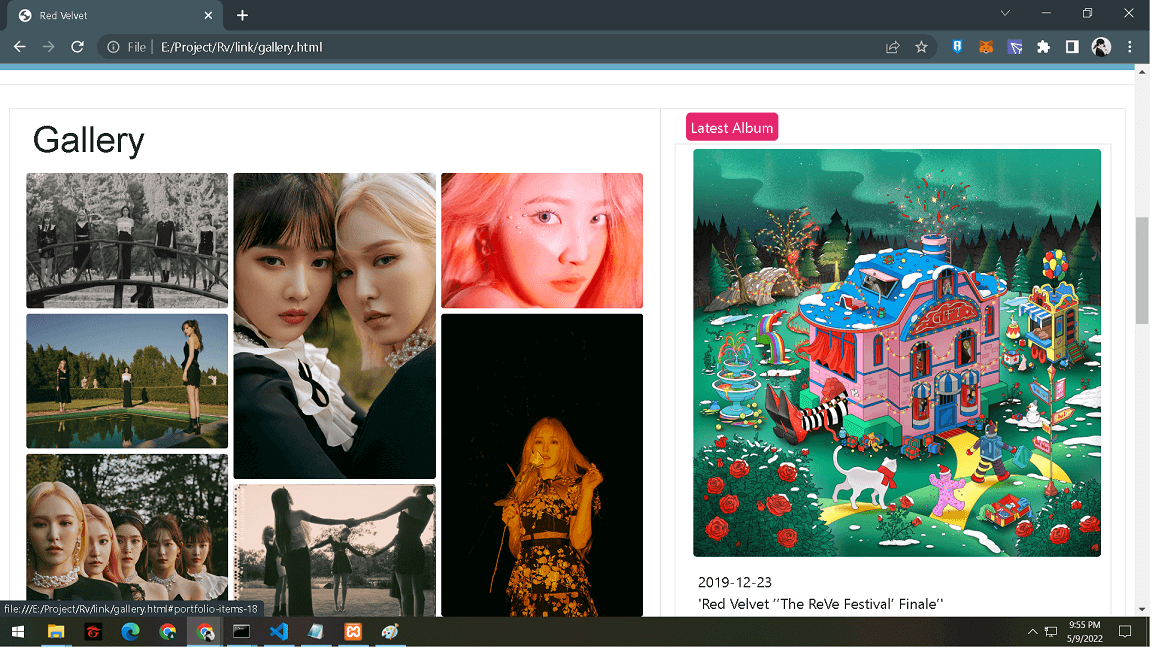 Red Velvet
File
E:/Project/Rv/link/gallery.html
Gallery
Latest Album
2019-12-23
'Red Velvet ‘‘The ReVe Festival’ Finale’’
file:///E:/Project/Rv/link/gallery.html#portfolio-items-18
9:55 PM
5/9/2022